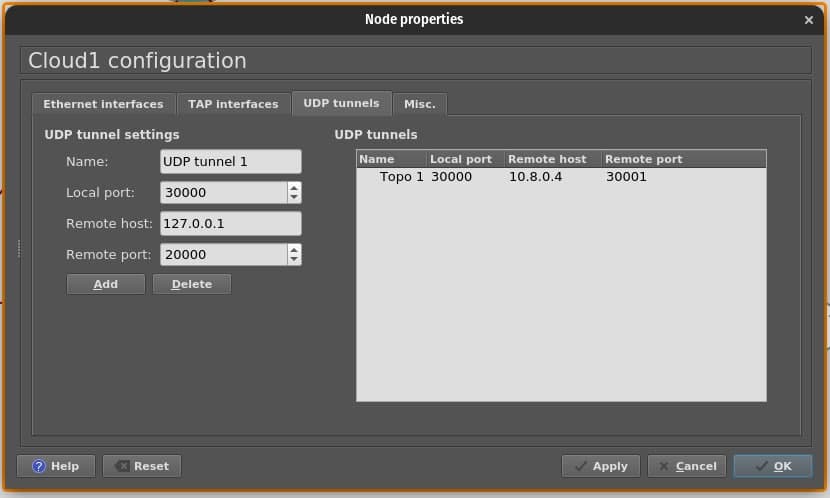 Node properties
×
Cloud1 configuration
Ethernet interfaces TAP interfaces UDP tunnels Misc.
UDP tunnel settings
Name: UDP tunnel 1
Local port: 30000
Remote host: 127.0.0.1
Remote port: 20000
Add Delete
UDP tunnels
Name Local port Remote host Remote port
Topo 1 30000 10.8.0.4 30001
? Help Reset Apply Cancel OK